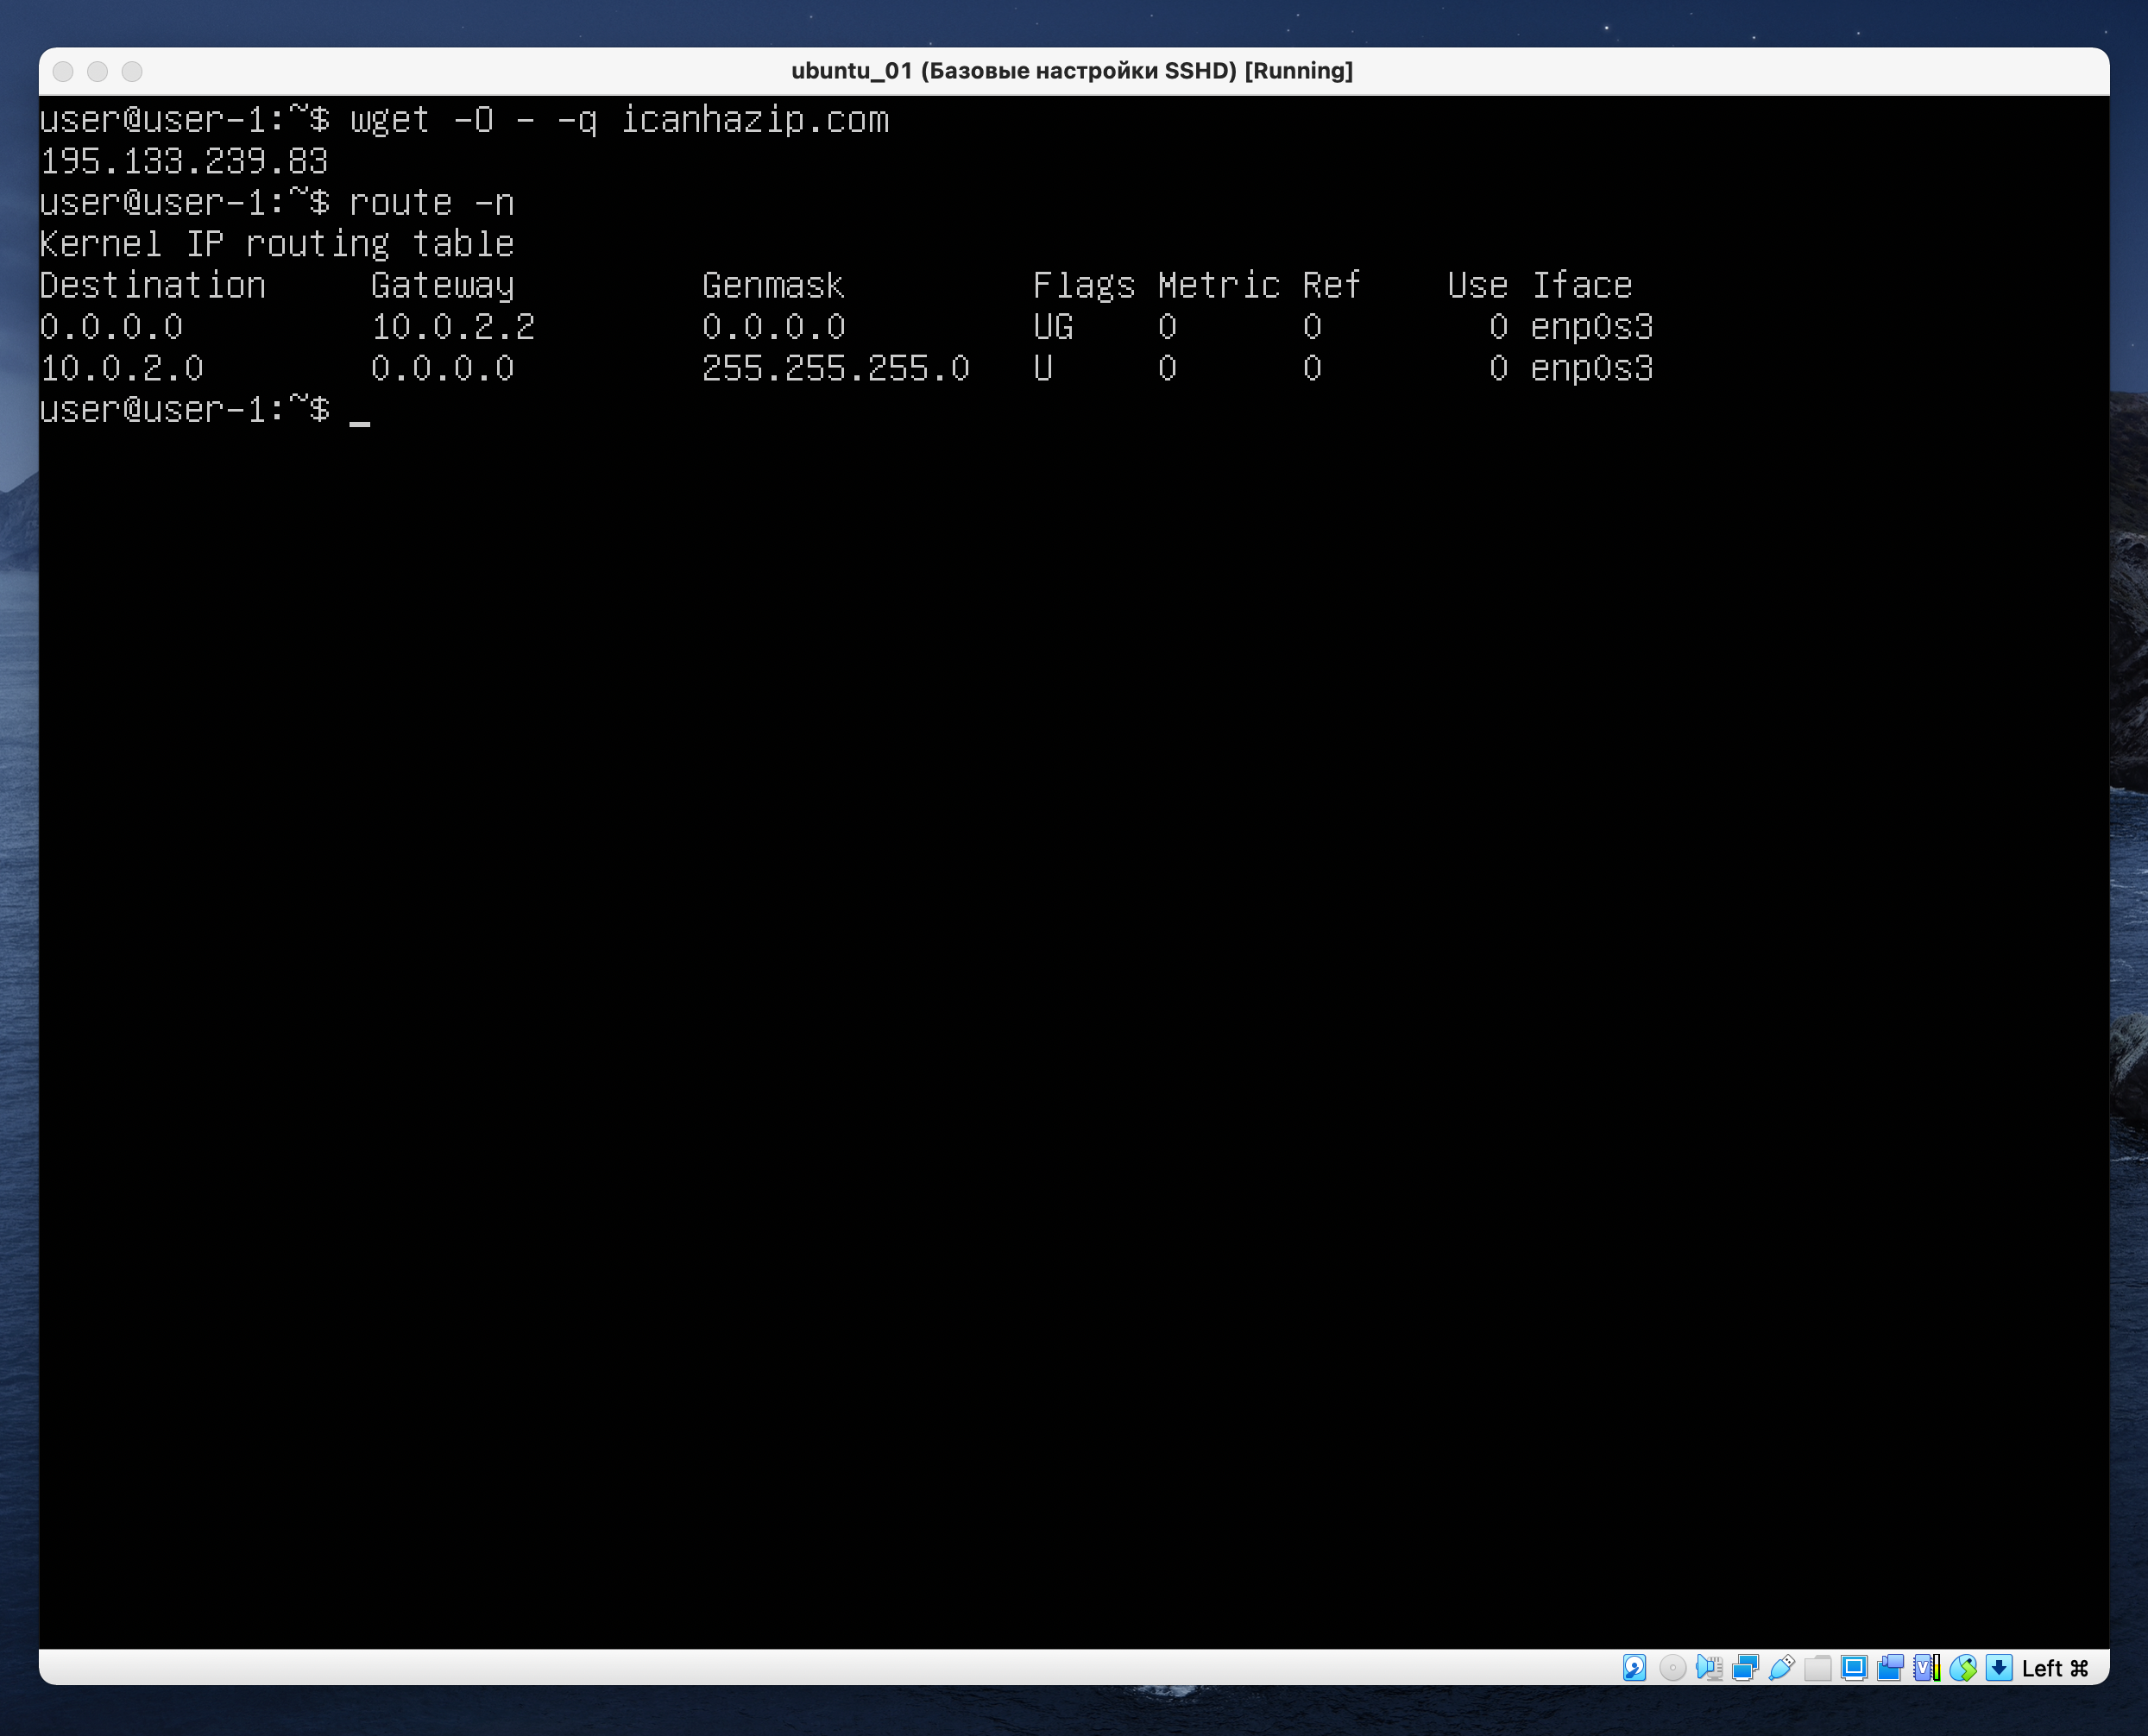 ubuntu_01 (Базовые настройки SSHD) [Running]
user@user-1:~$ wget -O - -q icanhazip.com
195.133.239.83
user@user-1:~$ route -n
Kernel IP routing table
Destination     Gateway         Genmask         Flags Metric Ref    Use Iface
0.0.0.0         10.0.2.2        0.0.0.0         UG    0      0        0 enp0s3
10.0.2.0        0.0.0.0         255.255.255.0   U     0      0        0 enp0s3
user@user-1:~$ _
Left ⌘